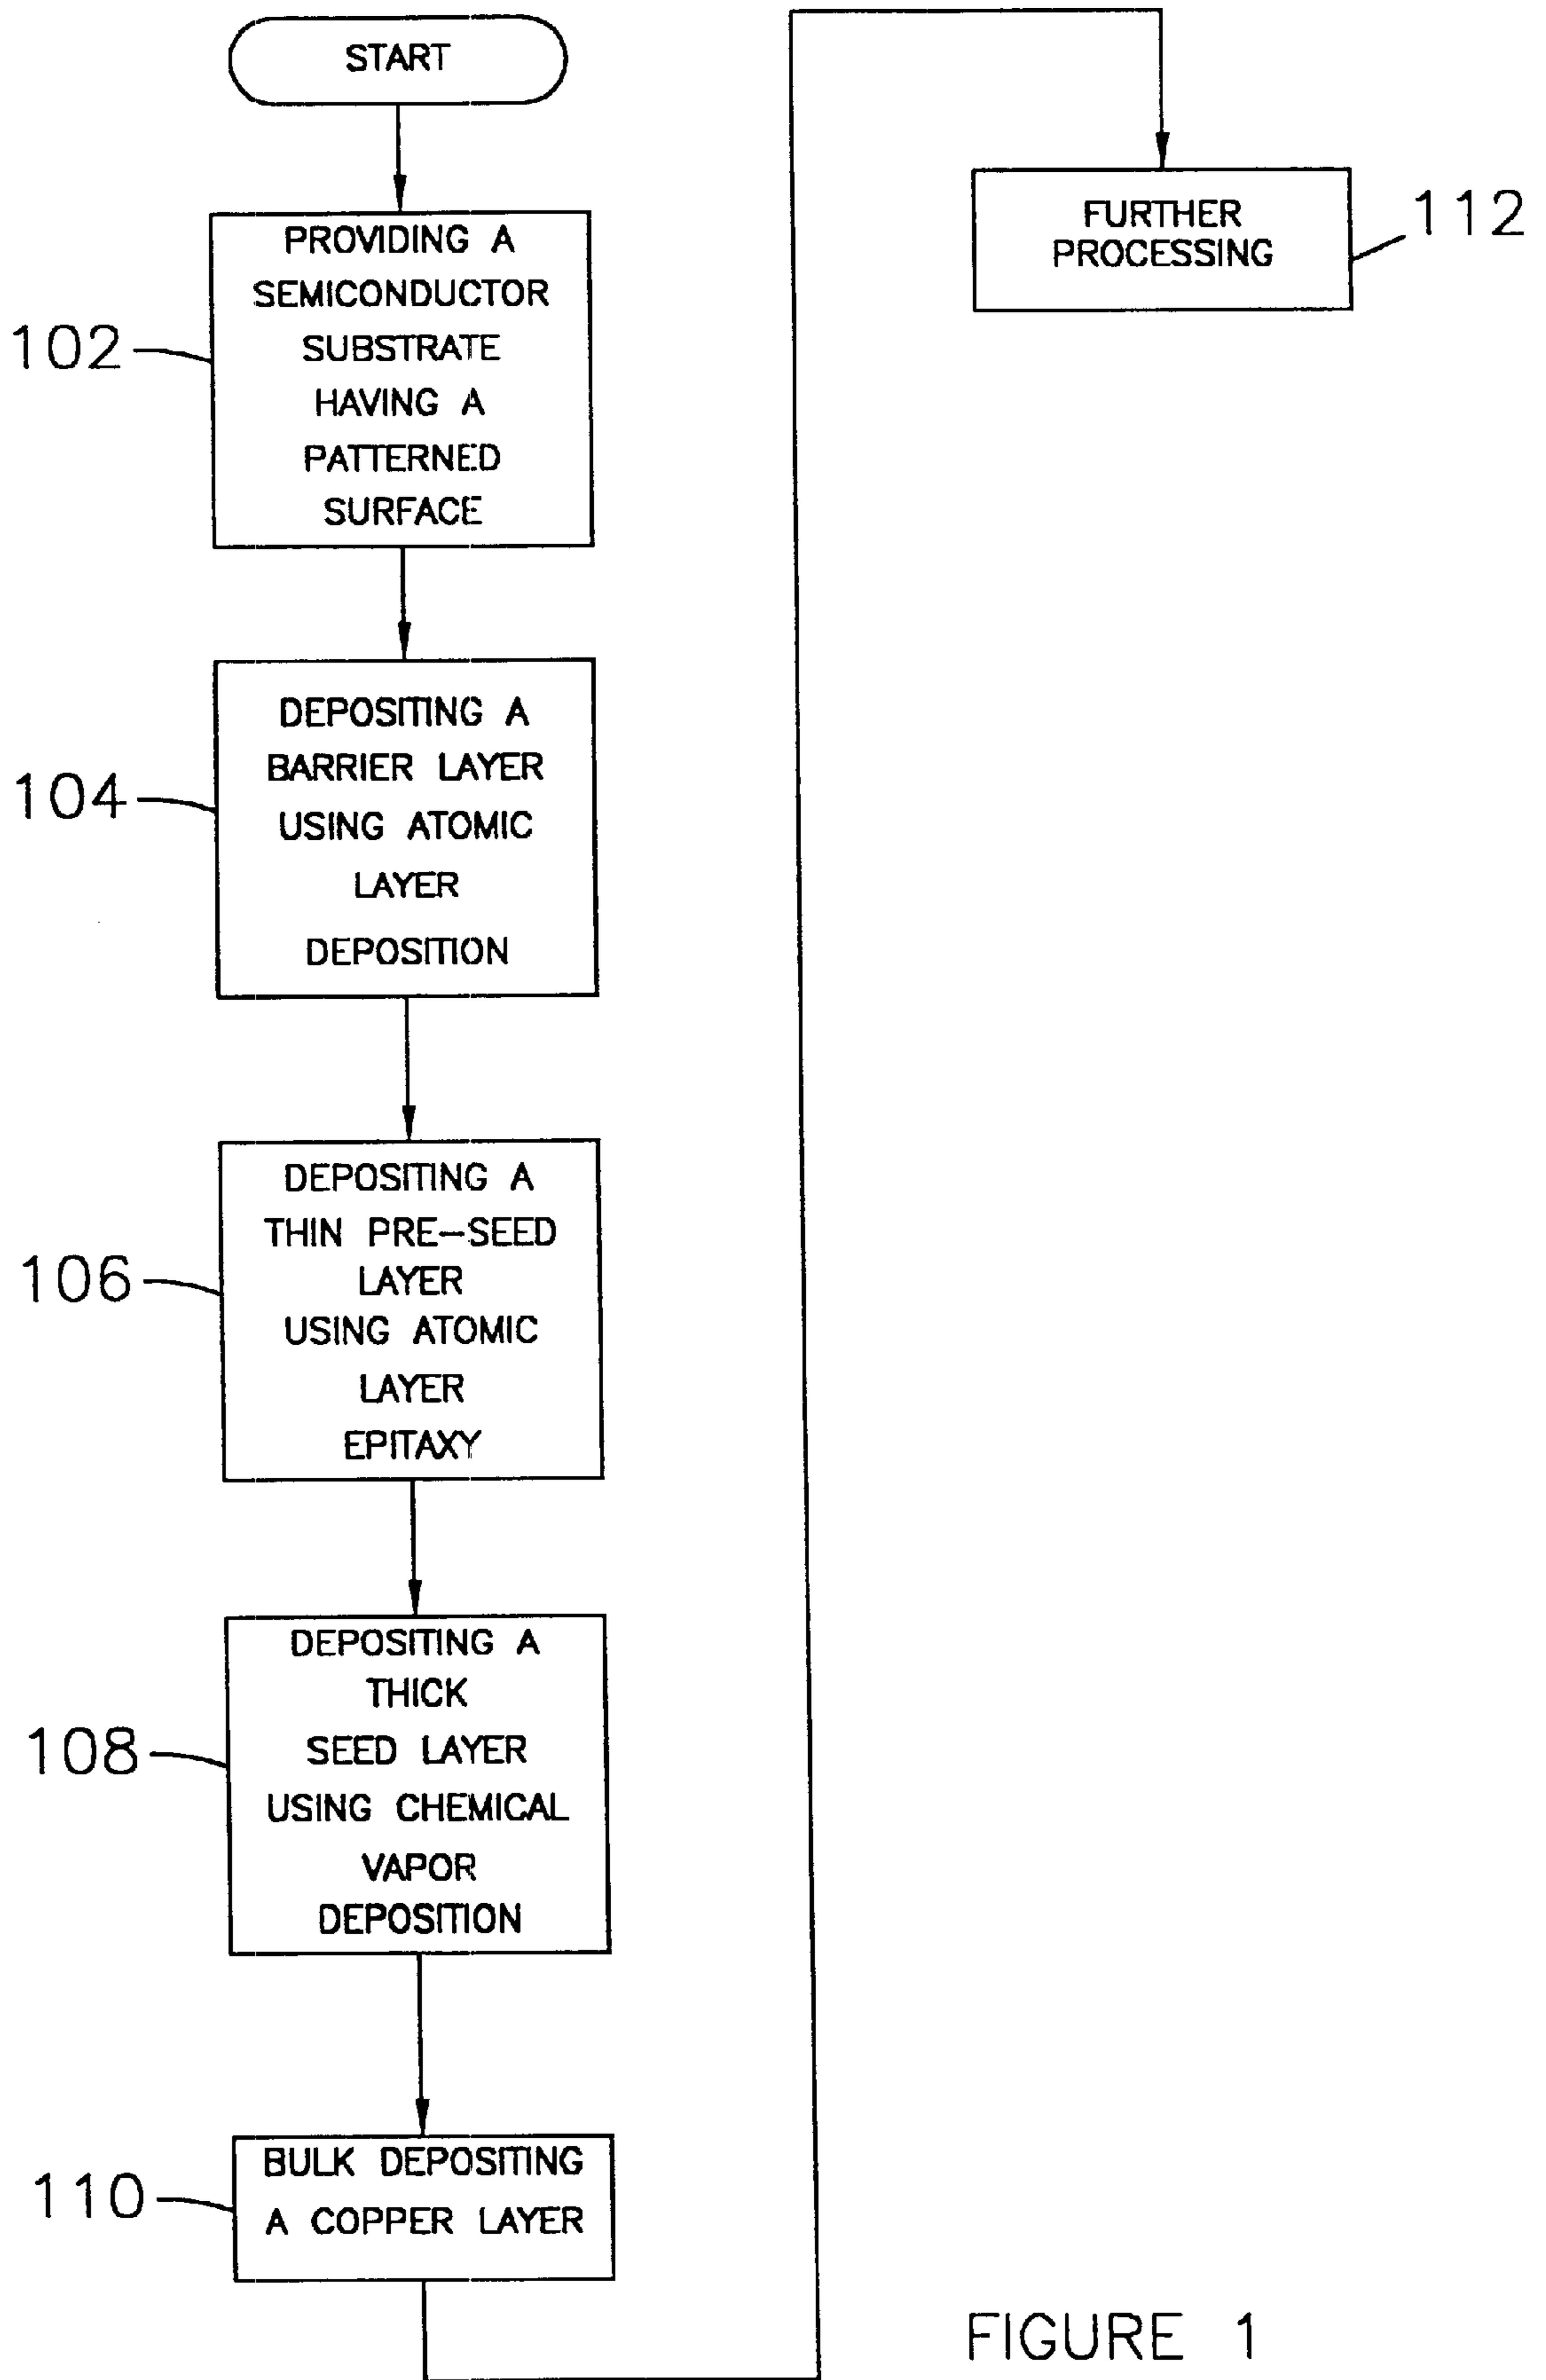 START
PROVIDING A
SEMICONDUCTOR
SUBSTRATE
HAVING A
PATTERNED
SURFACE
102
DEPOSITING A
BARRIER LAYER
USING ATOMIC
LAYER
DEPOSITION
104
DEPOSITING A
THIN PRE-SEED
LAYER
USING ATOMIC
LAYER
EPITAXY
106
DEPOSITING A
THICK
SEED LAYER
USING CHEMICAL
VAPOR
DEPOSITION
108
BULK DEPOSITING
A COPPER LAYER
110
FURTHER
PROCESSING
112
FIGURE 1